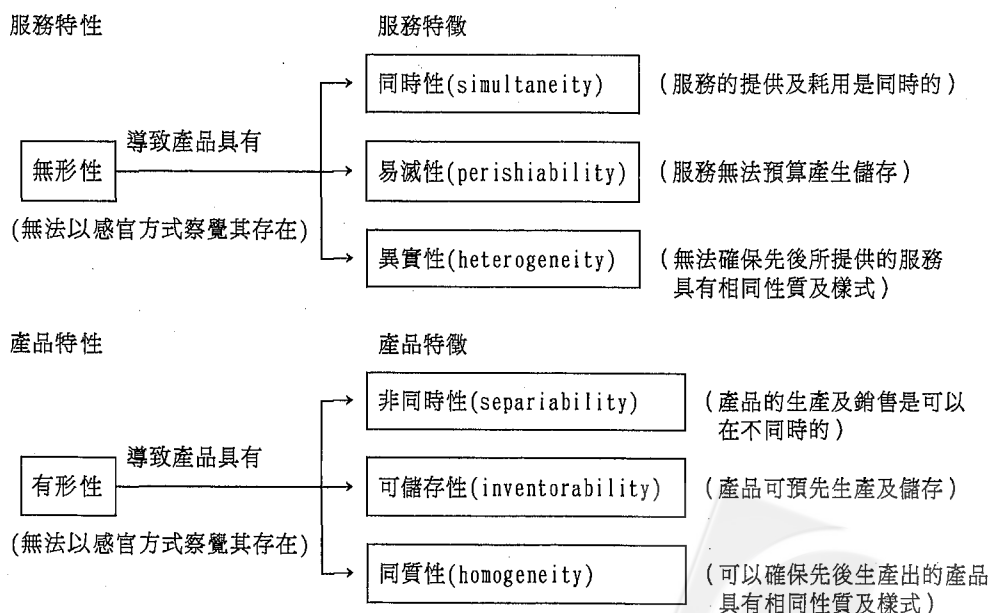 服務特性
服務特徵
同時性(simultaneity)
(服務的提供及耗用是同時的)
導致產品具有
無形性
易滅性(perishiability)
(服務無法預算產生儲存)
(無法以感官方式察覺其存在)
異實性(heterogeneity)
(無法確保先後所提供的服務
具有相同性質及樣式)
產品特性
產品特徵
非同時性(separiability)
(產品的生產及銷售是可以
在不同時的)
導致產品具有
有形性
可儲存性(inventorability)
(產品可預先生產及儲存)
(無法以感官方式察覺其存在)
同質性(homogeneity)
(可以確保先後生產出的產品
具有相同性質及樣式)